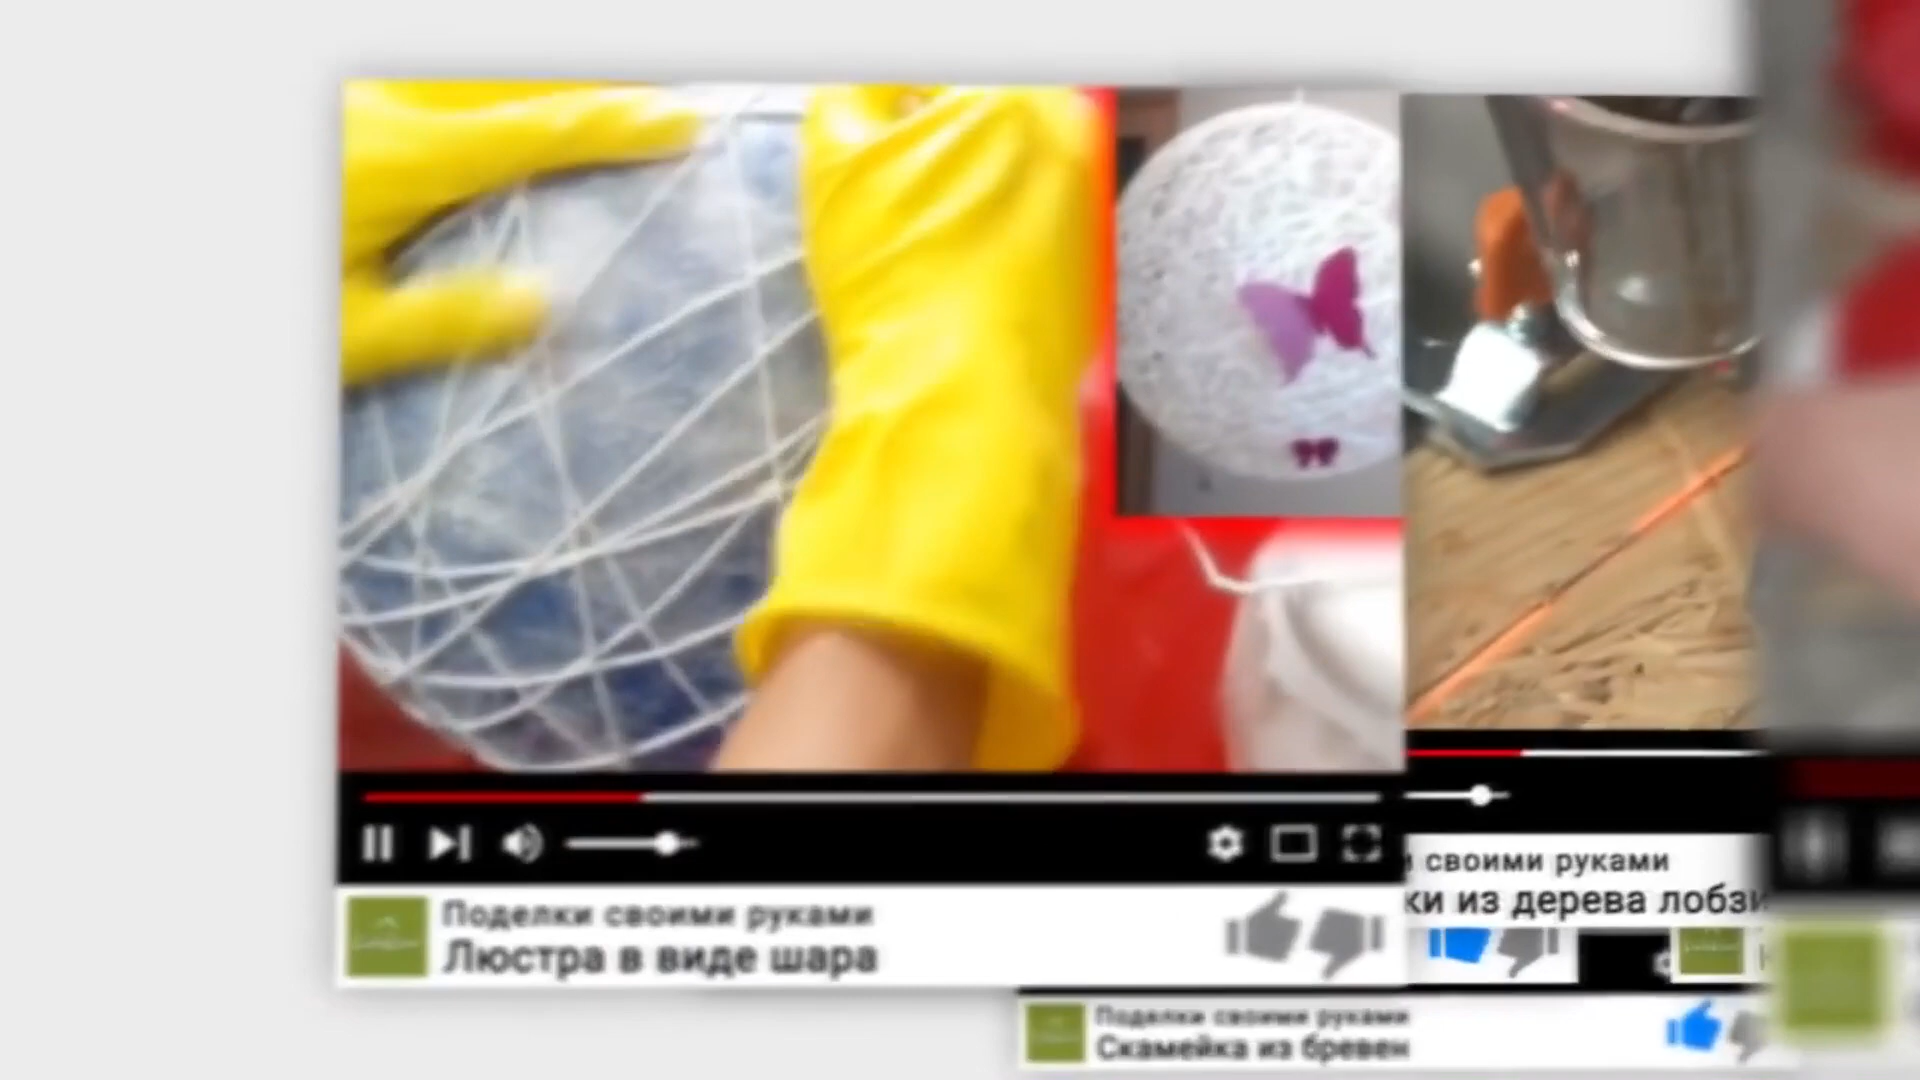 Поделки своими руками
Люстра в виде шара
своими руками
ки из дерева лобзи
Поделки своими руками
Скамейка из бревен